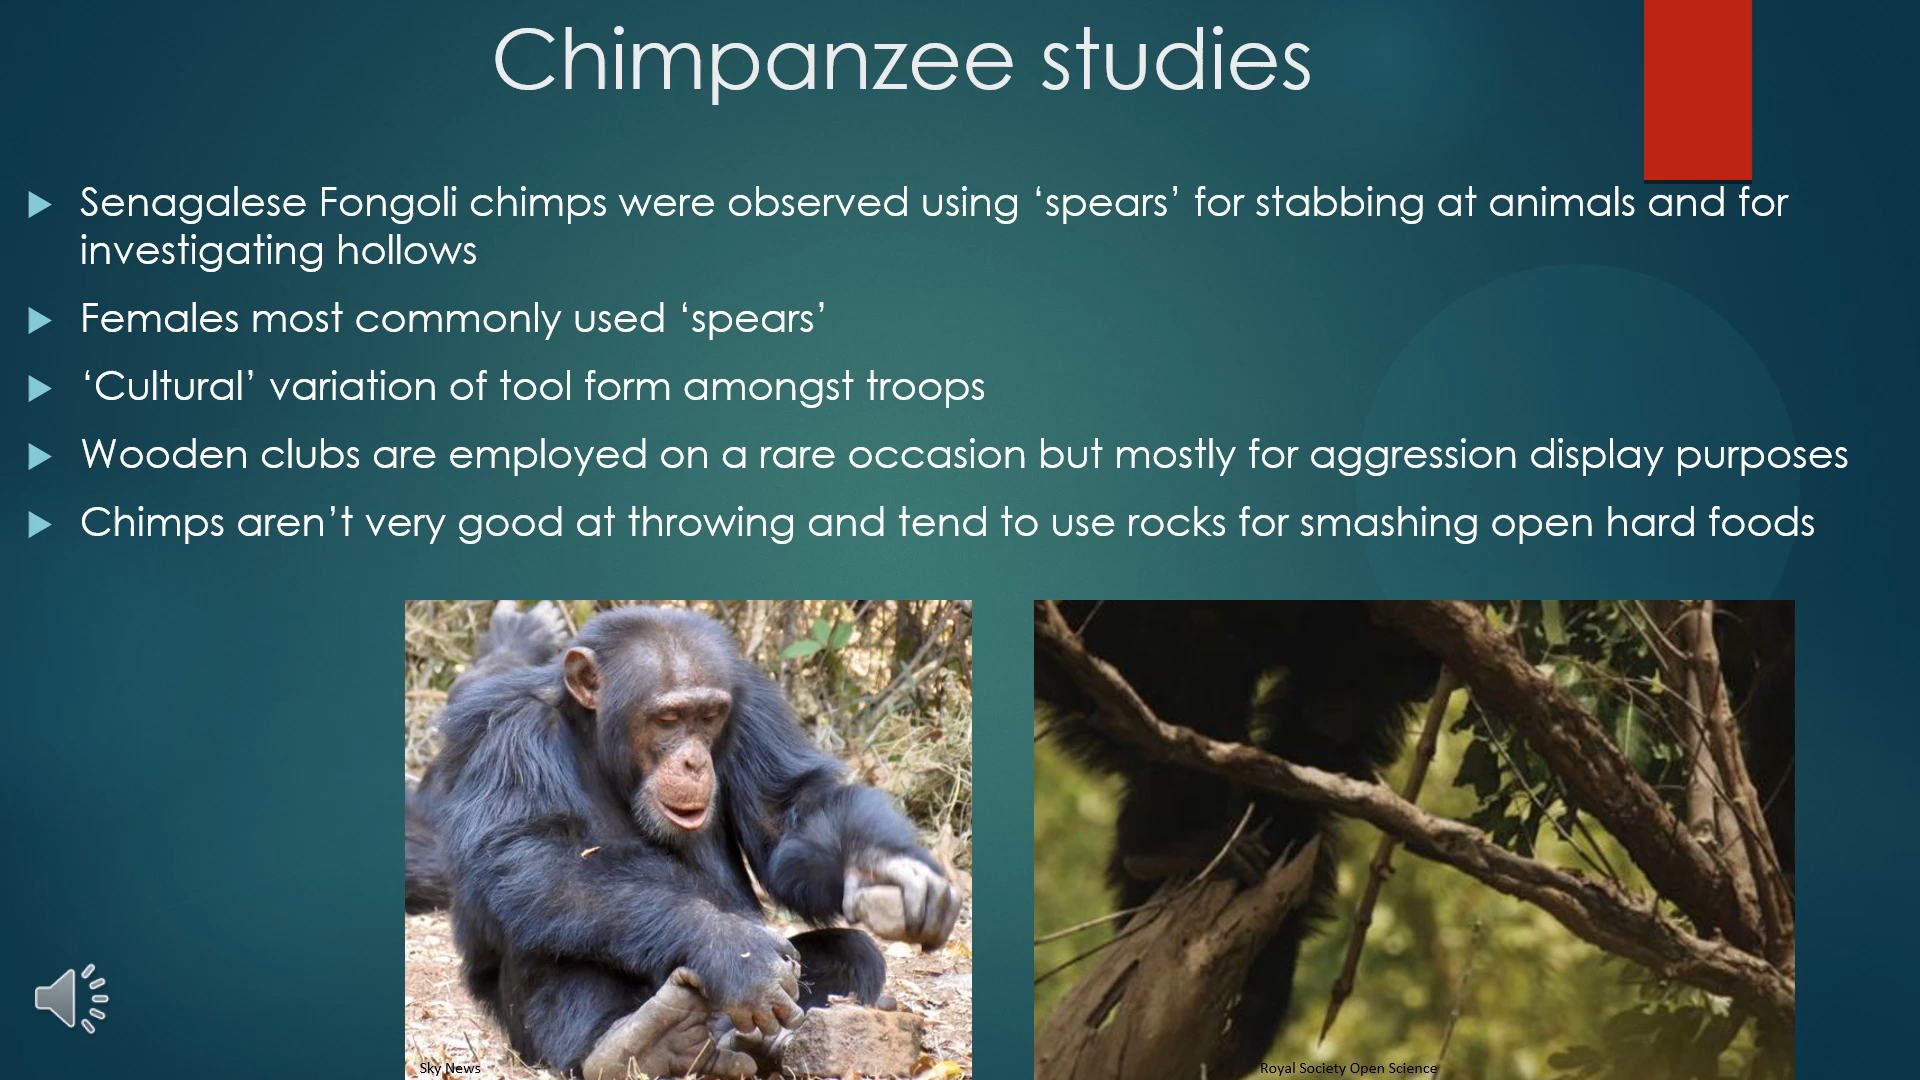 Chimpanzee studies
Senagalese Fongoli chimps were observed using ‘spears’ for stabbing at animals and for
investigating hollows
Females most commonly used ‘spears’
‘Cultural’ variation of tool form amongst troops
Wooden clubs are employed on a rare occasion but mostly for aggression display purposes
Chimps aren’t very good at throwing and tend to use rocks for smashing open hard foods
Sky News
Royal Society Open Science